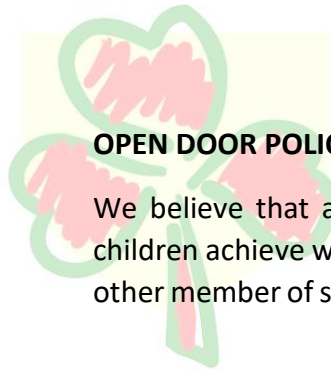 OPEN DOOR POLIC
We believe that a
children achieve w
other member of s